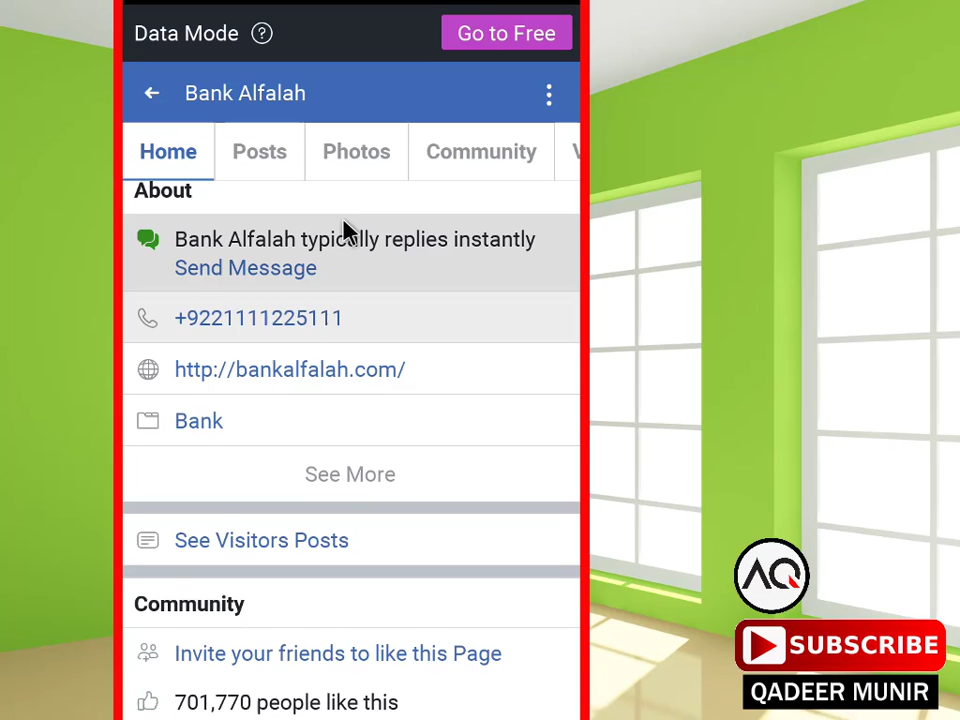 Data Mode ? Go to Free
Bank Alfalah
Home Posts Photos Community
About
Bank Alfalah typically replies instantly
Send Message
+9221111225111
http://bankalfalah.com/
Bank
See More
See Visitors Posts
Community
Invite your friends to like this Page
701,770 people like this
AQ
SUBSCRIBE
QADEER MUNIR